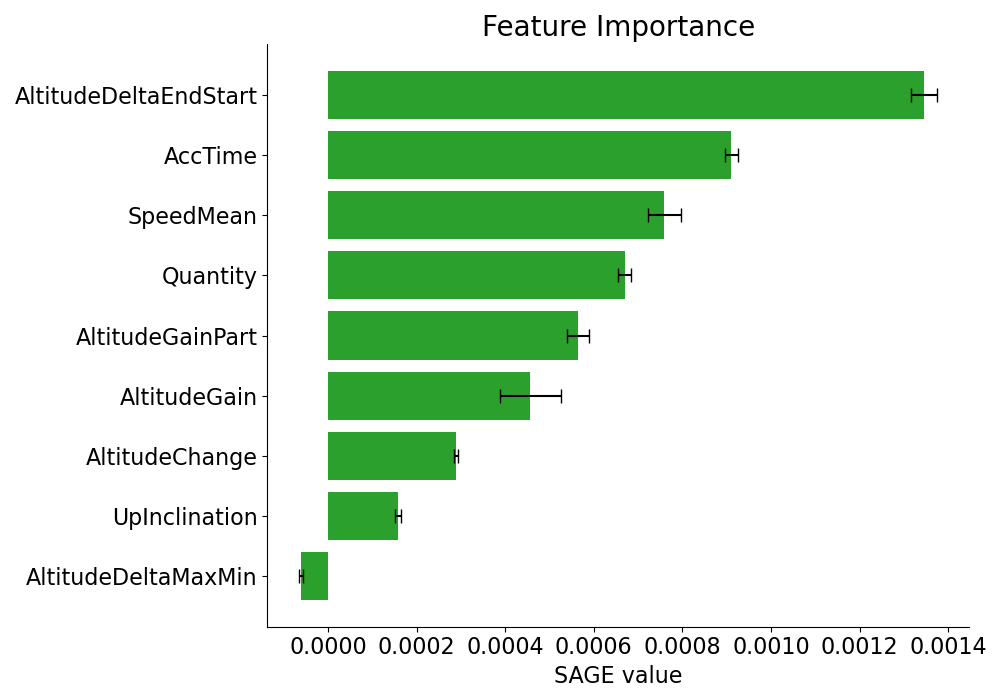 Feature Importance
AltitudeDeltaEndStart
AccTime
SpeedMean
Quantity
AltitudeGainPart
AltitudeGain
AltitudeChange
UpInclination
AltitudeDeltaMaxMin
0.0000 0.0002 0.0004 0.0006 0.0008 0.0010 0.0012 0.0014
SAGE value